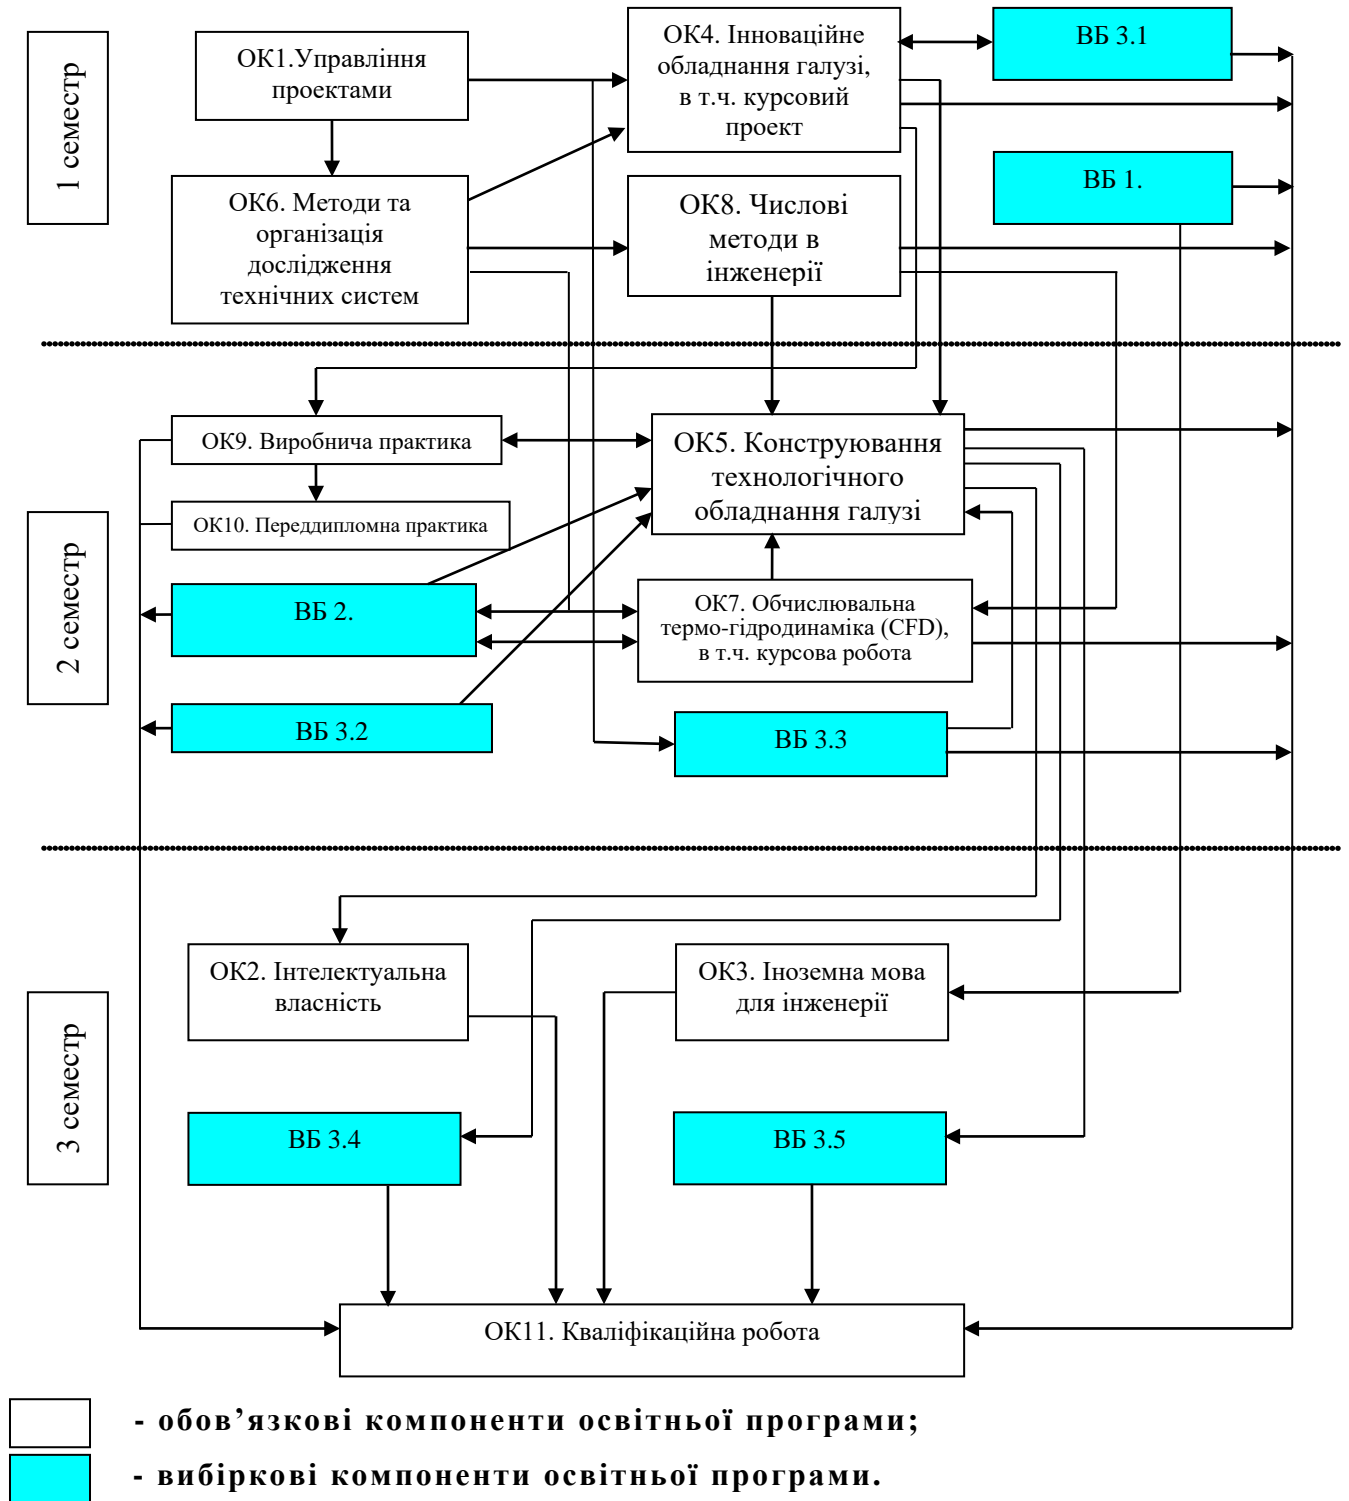 1 семестр
ОК1.Управління
проектами
ОК4. Інноваційне
обладнання галузі,
в т.ч. курсовий
проект
ВБ 3.1
ОК6. Методи та
організація
дослідження
технічних систем
ОК8. Числові
методи в
інженерії
ВБ 1.
2 семестр
ОК9. Виробнича практика
ОК10. Переддипломна практика
ОК5. Конструювання
технологічного
обладнання галузі
ВБ 2.
ОК7. Обчислювальна
термо-гідродинаміка (CFD),
в т.ч. курсова робота
ВБ 3.2
ВБ 3.3
3 семестр
ОК2. Інтелектуальна
власність
ОК3. Іноземна мова
для інженерії
ВБ 3.4
ВБ 3.5
ОК11. Кваліфікаційна робота
- обов’язкові компоненти освітньої програми;
- вибіркові компоненти освітньої програми.